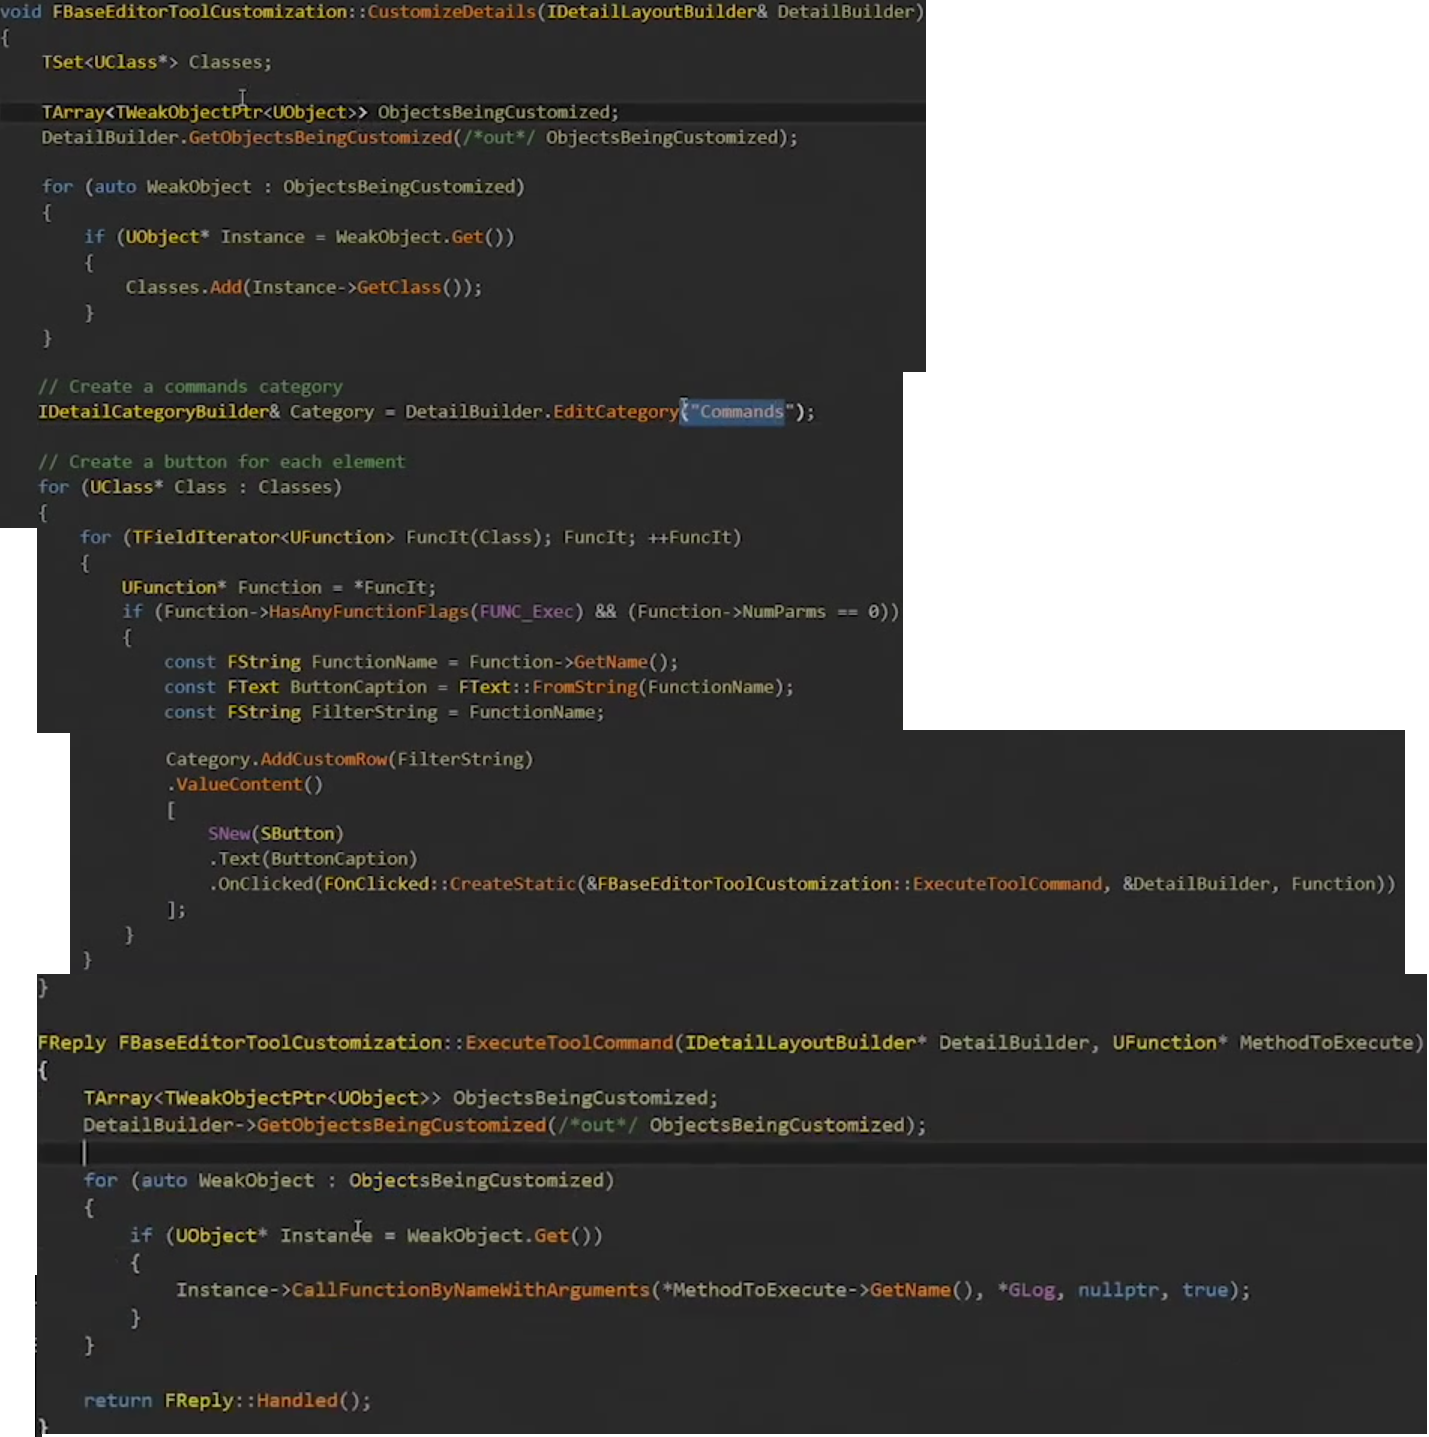 void FBaseEditorToolCustomization::CustomizeDetails(IDetailLayoutBuilder& DetailBuilder)
{
    TSet<UClass*> Classes;

    TArray<TWeakObjectPtr<UObject>> ObjectsBeingCustomized;
    DetailBuilder.GetObjectsBeingCustomized(/*out*/ ObjectsBeingCustomized);

    for (auto WeakObject : ObjectsBeingCustomized)
    {
        if (UObject* Instance = WeakObject.Get())
        {
            Classes.Add(Instance->GetClass());
        }
    }

    // Create a commands category
    IDetailCategoryBuilder& Category = DetailBuilder.EditCategory("Commands");

    // Create a button for each element
    for (UClass* Class : Classes)
    {
        for (TFieldIterator<UFunction> FuncIt(Class); FuncIt; ++FuncIt)
        {
            UFunction* Function = *FuncIt;
            if (Function->HasAnyFunctionFlags(FUNC_Exec) && (Function->NumParms == 0))
            {
                const FString FunctionName = Function->GetName();
                const FText ButtonCaption = FText::FromString(FunctionName);
                const FString FilterString = FunctionName;

                Category.AddCustomRow(FilterString)
                .ValueContent()
                [
                    SNew(SButton)
                    .Text(ButtonCaption)
                    .OnClicked(FOnClicked::CreateStatic(&FBaseEditorToolCustomization::ExecuteToolCommand, &DetailBuilder, Function))
                ];
            }
        }
}

FReply FBaseEditorToolCustomization::ExecuteToolCommand(IDetailLayoutBuilder* DetailBuilder, UFunction* MethodToExecute)
{
    TArray<TWeakObjectPtr<UObject>> ObjectsBeingCustomized;
    DetailBuilder->GetObjectsBeingCustomized(/*out*/ ObjectsBeingCustomized);

    for (auto WeakObject : ObjectsBeingCustomized)
    {
        if (UObject* Instance = WeakObject.Get())
        {
            Instance->CallFunctionByNameWithArguments(*MethodToExecute->GetName(), *GLog, nullptr, true);
        }
    }

    return FReply::Handled();
}